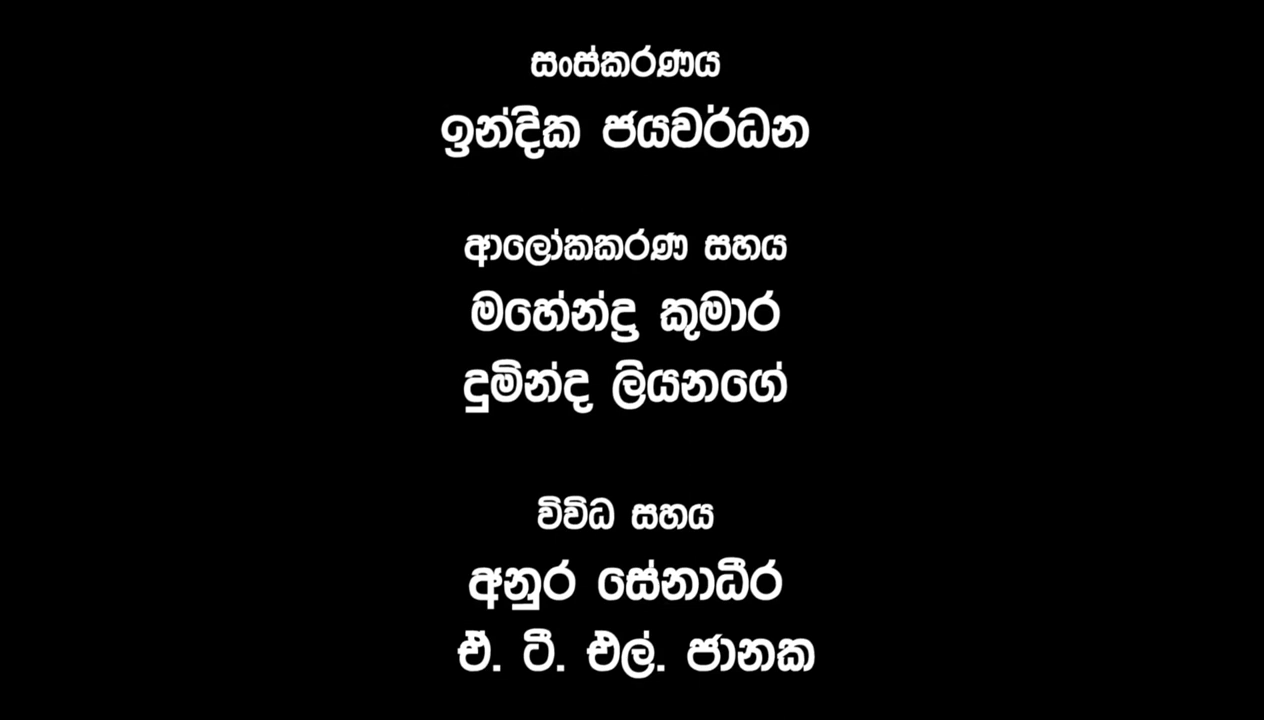 සංස්කරණය
ඉන්දික ජයවර්ධන
ආලෝකකරණ සහය
මහේන්ද්‍ර කුමාර
දුමින්ද ලියනගේ
විවිධ සහය
අනුර සේනාධීර
ඒ. ටී. එල්. ජානක